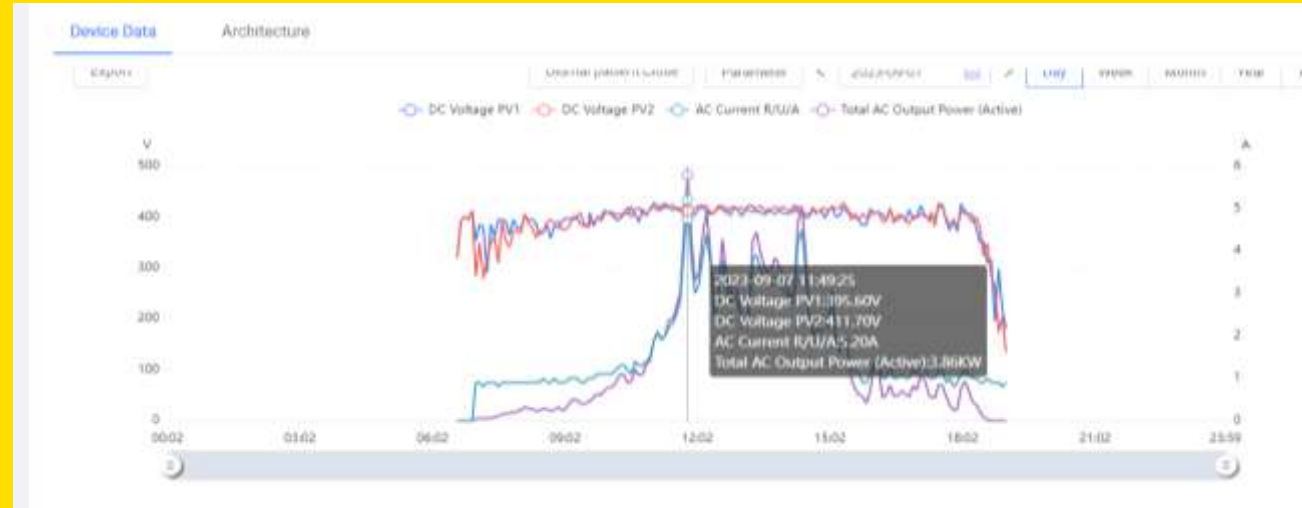 Device Data Architecture
Export Parameter 2023-09-07 Day Week Month Year
DC Voltage PV1 DC Voltage PV2 AC Current R/U/A Total AC Output Power (Active)
V A
500 6
400 5
300 4
3
200 2
100 1
0 0
2023-09-07 11:49:25
DC Voltage PV1:395.60V
DC Voltage PV2:411.70V
AC Current R/U/A:5.20A
Total AC Output Power (Active):3.86KW
00:02 03:02 06:02 09:02 12:02 15:02 18:02 21:02 23:59